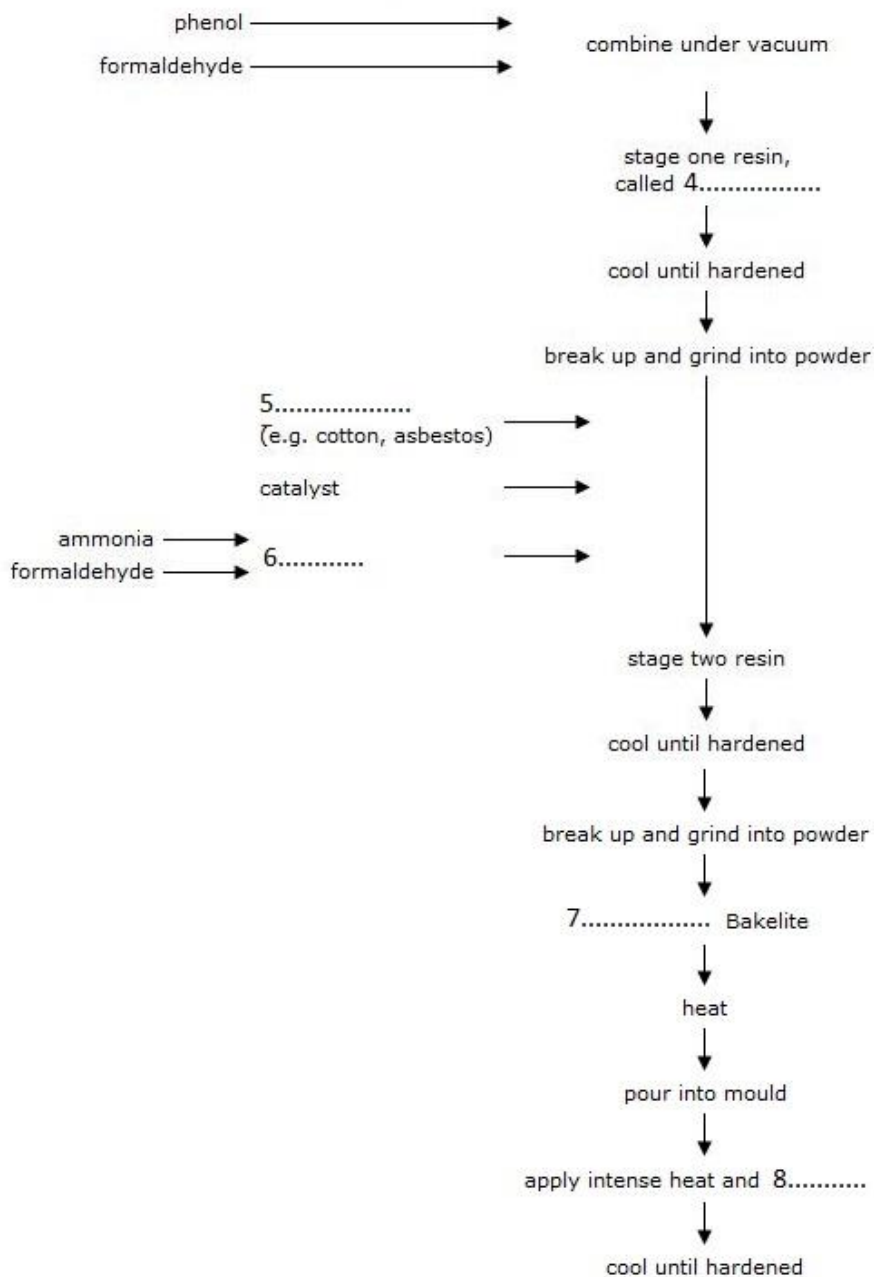 phenol
formaldehyde
combine under vacuum
stage one resin,
called 4.................
cool until hardened
break up and grind into powder
5...................
(e.g. cotton, asbestos)
catalyst
ammonia
formaldehyde
6............
stage two resin
cool until hardened
break up and grind into powder
7................... Bakelite
heat
pour into mould
apply intense heat and 8...........
cool until hardened